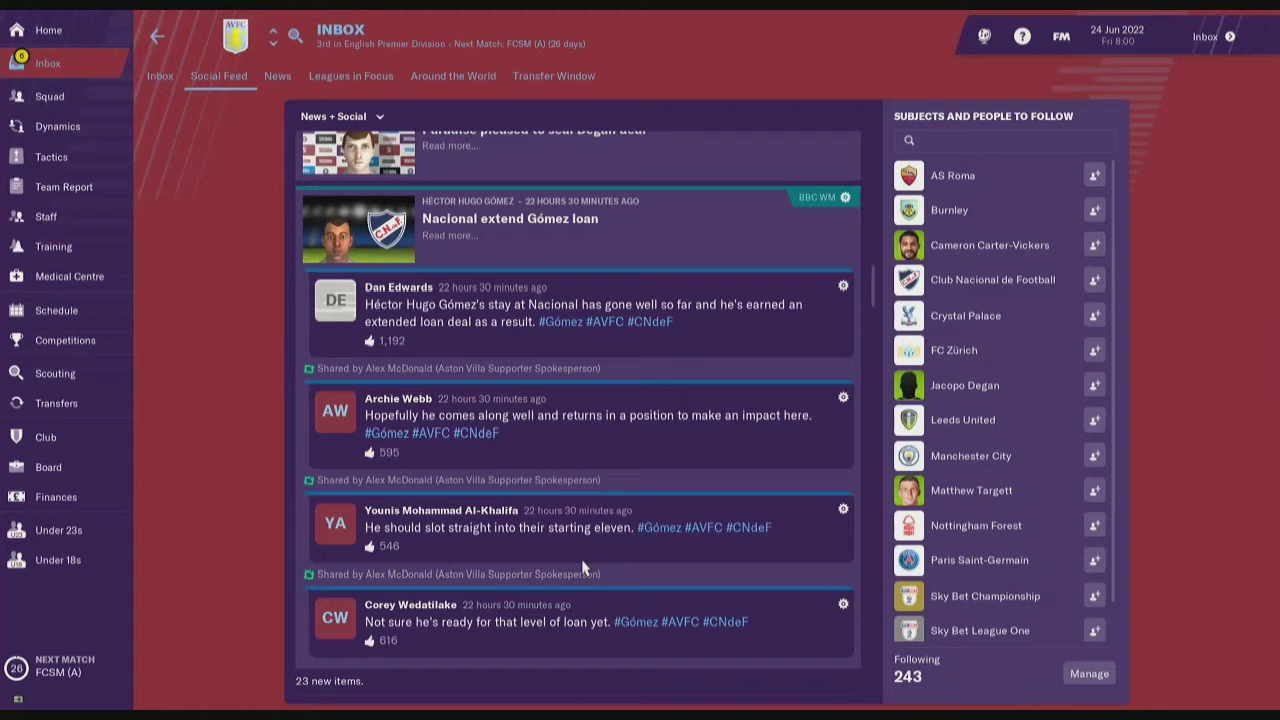 Home
6
Inbox
Squad
Dynamics
Tactics
Team Report
Staff
Training
Medical Centre
Schedule
Competitions
Scouting
Transfers
Club
Board
Finances
U23
Under 23s
U18
Under 18s
26
NEXT MATCH
FCSM (A)
AVFC
INBOX
3rd in English Premier Division - Next Match: FCSM (A) (26 days)
?
FM
24 Jun 2022
Fri 8:00
Inbox
Inbox
Social Feed
News
Leagues in Focus
Around the World
Transfer Window
News + Social
Paradise pleased to seal Degan deal
Read more...
HÉCTOR HUGO GÓMEZ - 22 HOURS 30 MINUTES AGO
BBC WM
Nacional extend Gómez loan
Read more...
DE
Dan Edwards 22 hours 30 minutes ago
Héctor Hugo Gómez's stay at Nacional has gone well so far and he's earned an
extended loan deal as a result. #Gómez #AVFC #CNdeF
1,192
Shared by Alex McDonald (Aston Villa Supporter Spokesperson)
AW
Archie Webb 22 hours 30 minutes ago
Hopefully he comes along well and returns in a position to make an impact here.
#Gómez #AVFC #CNdeF
595
Shared by Alex McDonald (Aston Villa Supporter Spokesperson)
YA
Younis Mohammad Al-Khalifa 22 hours 30 minutes ago
He should slot straight into their starting eleven. #Gómez #AVFC #CNdeF
546
Shared by Alex McDonald (Aston Villa Supporter Spokesperson)
CW
Corey Wedatilake 22 hours 30 minutes ago
Not sure he's ready for that level of loan yet. #Gómez #AVFC #CNdeF
616
23 new items.
SUBJECTS AND PEOPLE TO FOLLOW
AS Roma
Burnley
Cameron Carter-Vickers
Club Nacional de Football
Crystal Palace
FC Zürich
Jacopo Degan
Leeds United
Manchester City
Matthew Targett
Nottingham Forest
Paris Saint-Germain
Sky Bet Championship
Sky Bet League One
Following
243
Manage